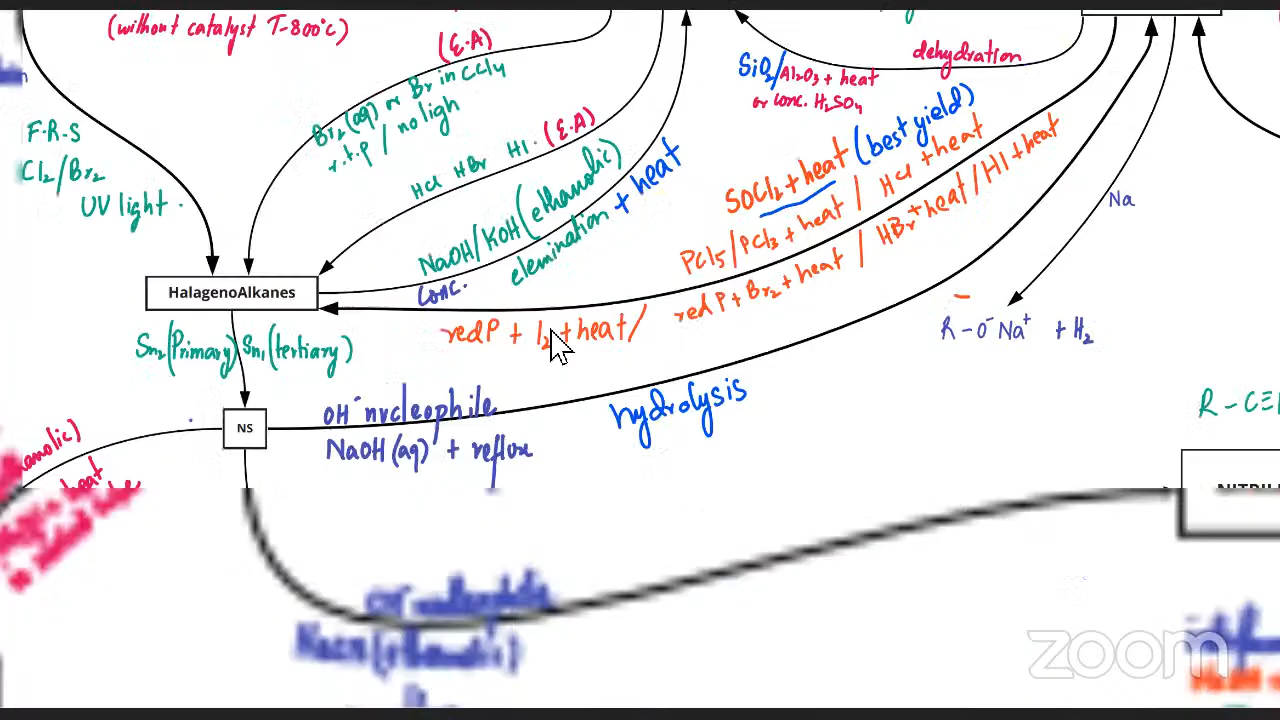 (without catalyst T-800°C)
(E.A)
Br2(aq) or Br in CCl4
r.t.p / no ligh
F.R.S
Cl2/Br2
UV light.
HCl HBr HI. (E.A)
NaOH/KOH(ethanolic)
conc. elemination + heat
SiO2/Al2O3 + heat
or conc. H2SO4
dehydration
SOCl2 + heat (best yield)
PCl5/PCl3 + heat / HCl + heat
red P + Br2 + heat / HBr + heat / HI + heat
red P + I2 + heat/
Na
R-O⁻Na⁺ + H2
HalagenoAlkanes
Sn2(Primary) Sn1(tertiary)
NS
OH⁻ nucleophile
NaOH(aq) + reflux
hydrolysis
heat
zoom